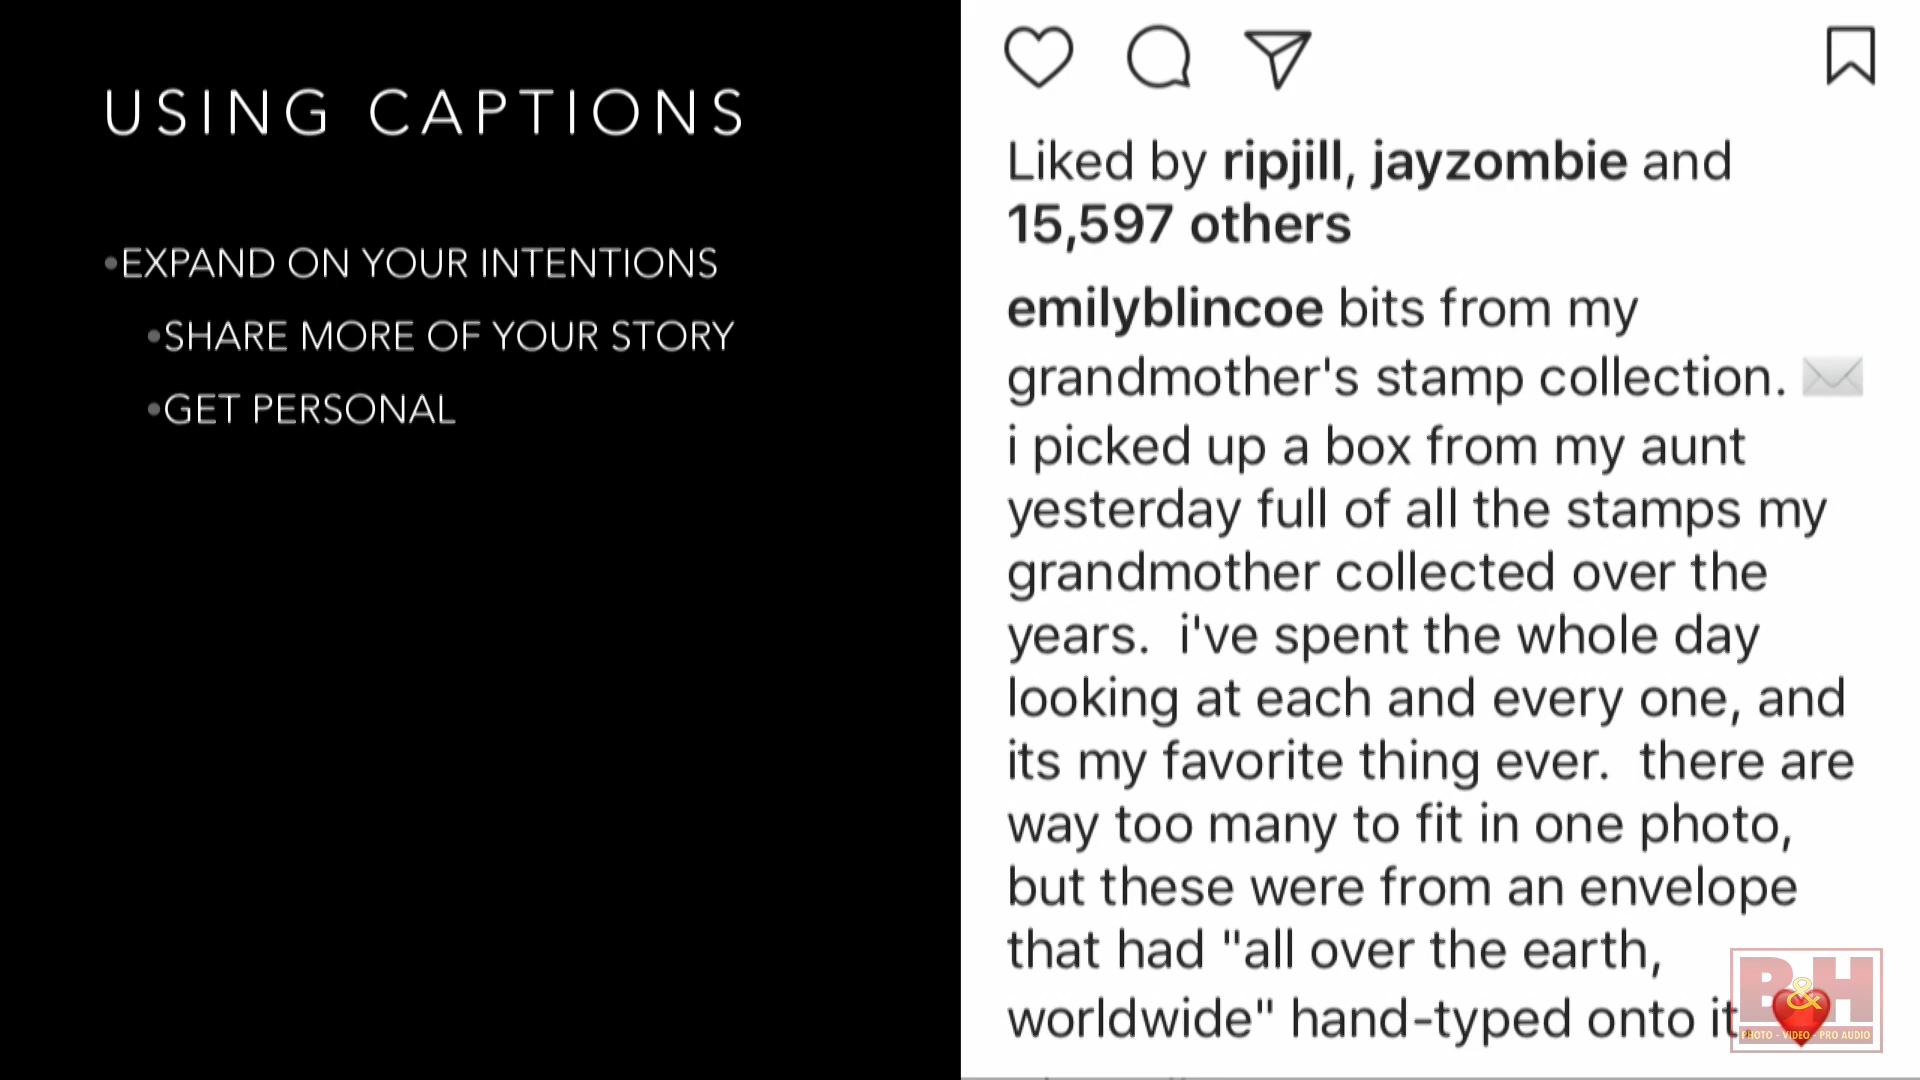 USING CAPTIONS
•EXPAND ON YOUR INTENTIONS
•SHARE MORE OF YOUR STORY
•GET PERSONAL
Liked by ripjill, jayzombie and
15,597 others
emilyblincoe bits from my
grandmother's stamp collection. ✉️
i picked up a box from my aunt
yesterday full of all the stamps my
grandmother collected over the
years.  i've spent the whole day
looking at each and every one, and
its my favorite thing ever.  there are
way too many to fit in one photo,
but these were from an envelope
that had "all over the earth,
worldwide" hand-typed onto it
B&H
PHOTO - VIDEO - PRO AUDIO